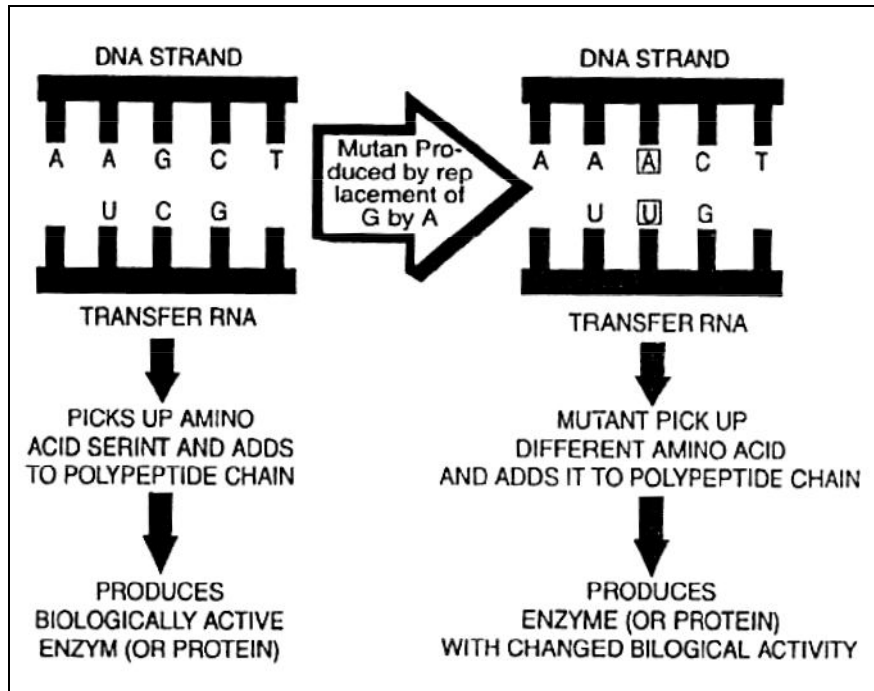 DNA STRAND
A A G C T
U C G
TRANSFER RNA
PICKS UP AMINO
ACID SERINT AND ADDS
TO POLYPEPTIDE CHAIN
PRODUCES
BIOLOGICALLY ACTIVE
ENZYM (OR PROTEIN)
Mutan Pro-
duced by rep
lacement of
G by A
DNA STRAND
A A A C T
U U G
TRANSFER RNA
MUTANT PICK UP
DIFFERENT AMINO ACID
AND ADDS IT TO POLYPEPTIDE CHAIN
PRODUCES
ENZYME (OR PROTEIN)
WITH CHANGED BILOGICAL ACTIVITY